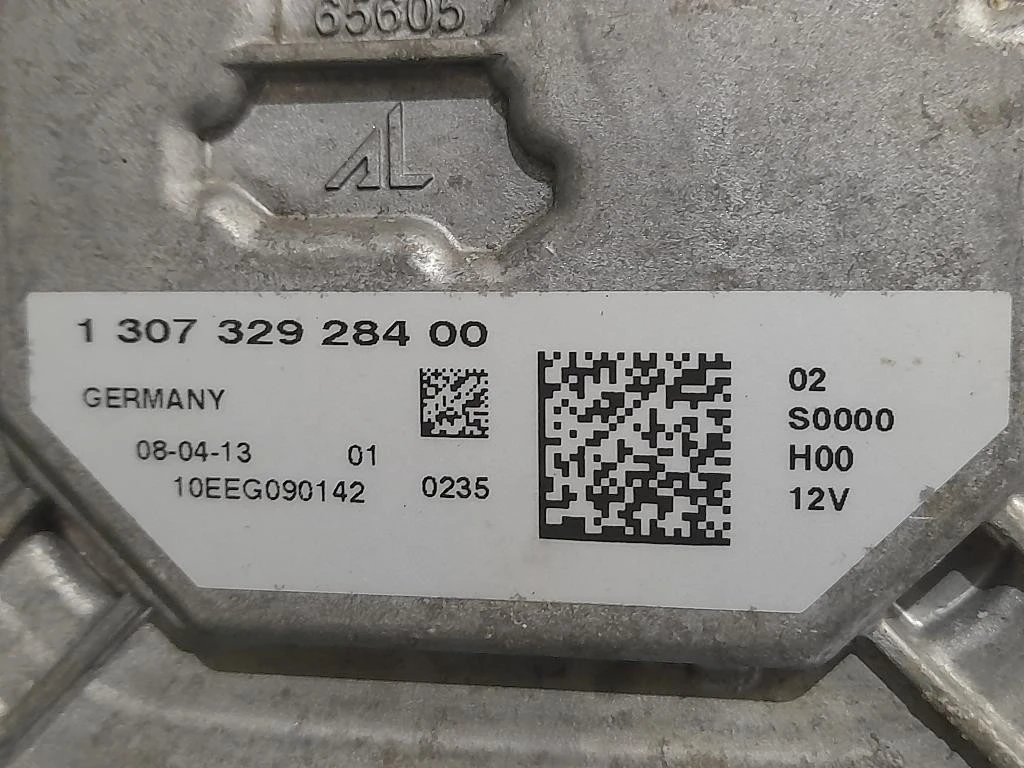 65605
AL
1 307 329 284 00
GERMANY
08-04-13 01
10EEG090142 0235
02
S0000
H00
12V